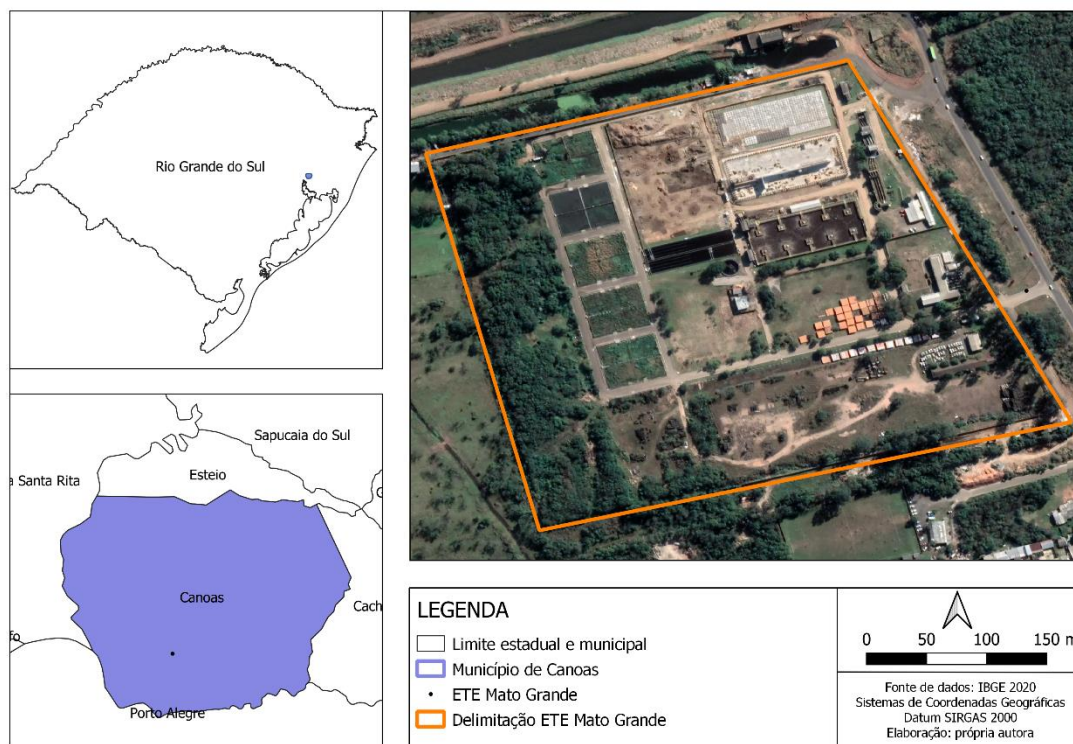 Rio Grande do Sul
Sapucaia do Sul
Esteio
a Santa Rita
Canoas
Cach
fo
Porto Alegre
LEGENDA
Limite estadual e municipal
Município de Canoas
ETE Mato Grande
Delimitação ETE Mato Grande
0 50 100 150 m
Fonte de dados: IBGE 2020
Sistemas de Coordenadas Geográficas
Datum SIRGAS 2000
Elaboração: própria autora